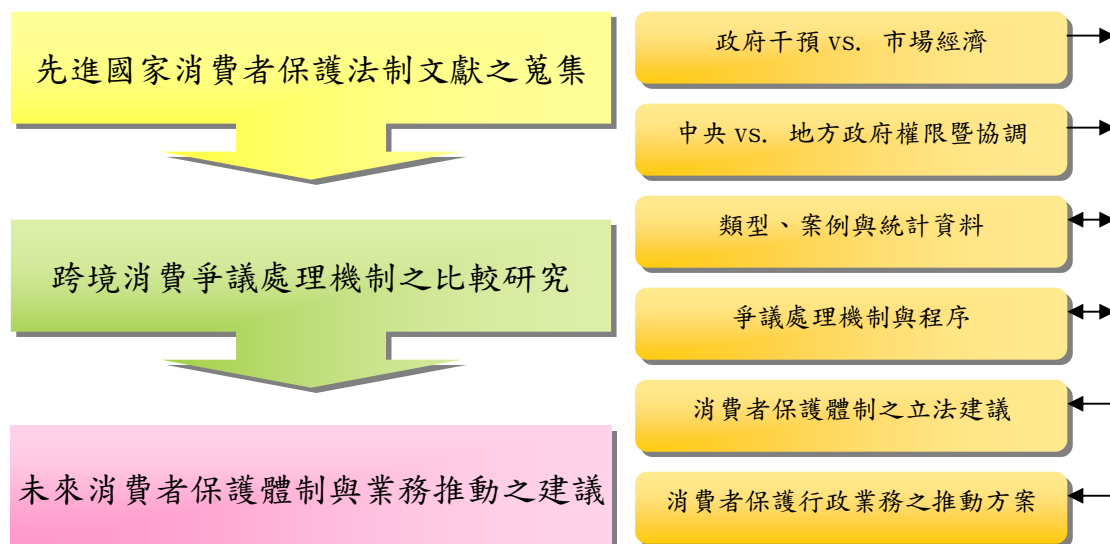 先進國家消費者保護法制文獻之蒐集
跨境消費爭議處理機制之比較研究
未來消費者保護體制與業務推動之建議
政府干預 vs. 市場經濟
中央 vs. 地方政府權限暨協調
類型、案例與統計資料
爭議處理機制與程序
消費者保護體制之立法建議
消費者保護行政業務之推動方案